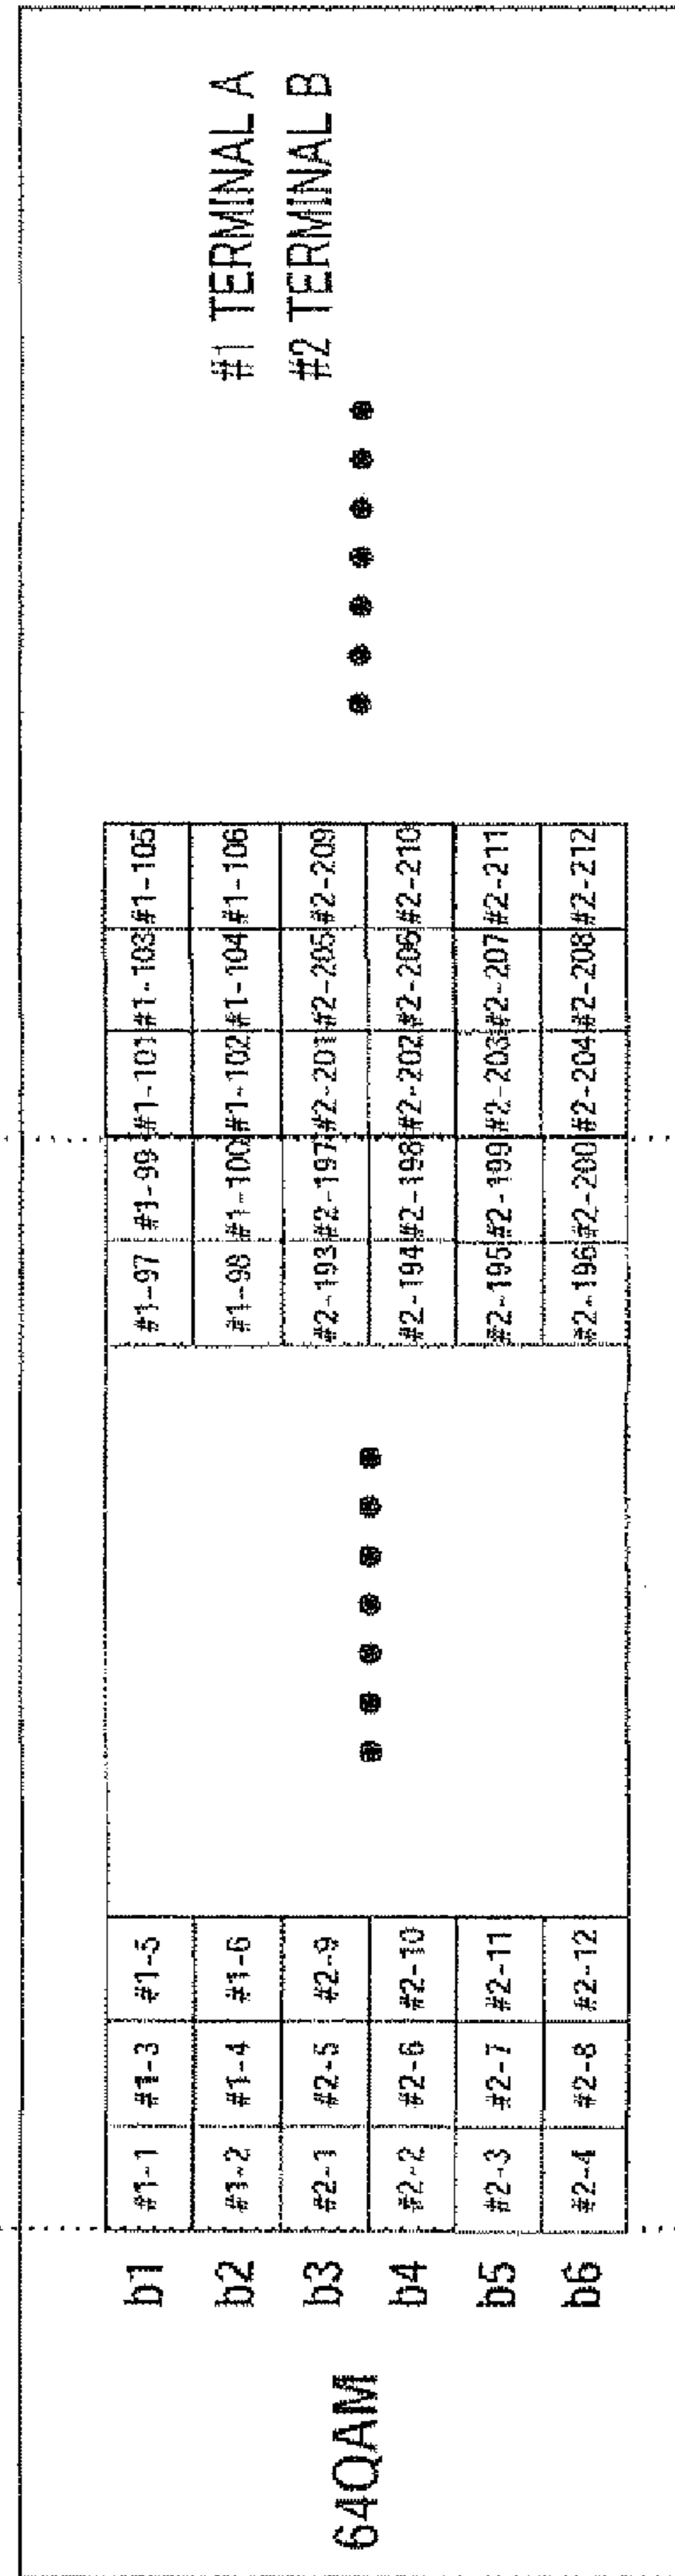 #1 TERMINAL A
#2 TERMINAL B
64QAM
b1 #1-1 #1-3 #1-5 #1-97 #1-99 #1-101 #1-103 #1-105
b2 #1-2 #1-4 #1-6 #1-98 #1-100 #1-102 #1-104 #1-106
b3 #2-1 #2-5 #2-9 #2-193 #2-197 #2-201 #2-205 #2-209
b4 #2-2 #2-6 #2-10 #2-194 #2-198 #2-202 #2-206 #2-210
b5 #2-3 #2-7 #2-11 #2-195 #2-199 #2-203 #2-207 #2-211
b6 #2-4 #2-8 #2-12 #2-196 #2-200 #2-204 #2-208 #2-212